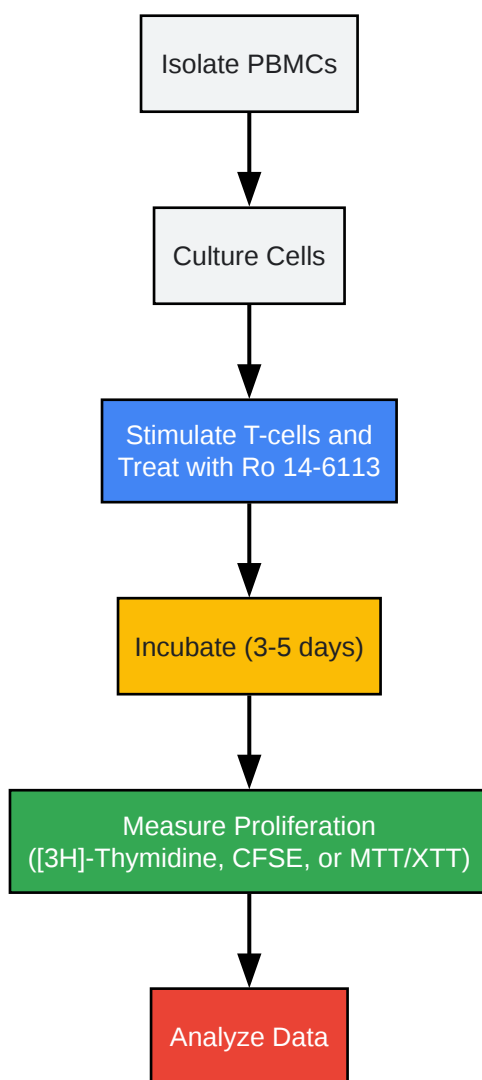 Isolate PBMCs
Culture Cells
Stimulate T-cells and
Treat with Ro 14-6113
Incubate (3-5 days)
Measure Proliferation
([3H]-Thymidine, CFSE, or MTT/XTT)
Analyze Data